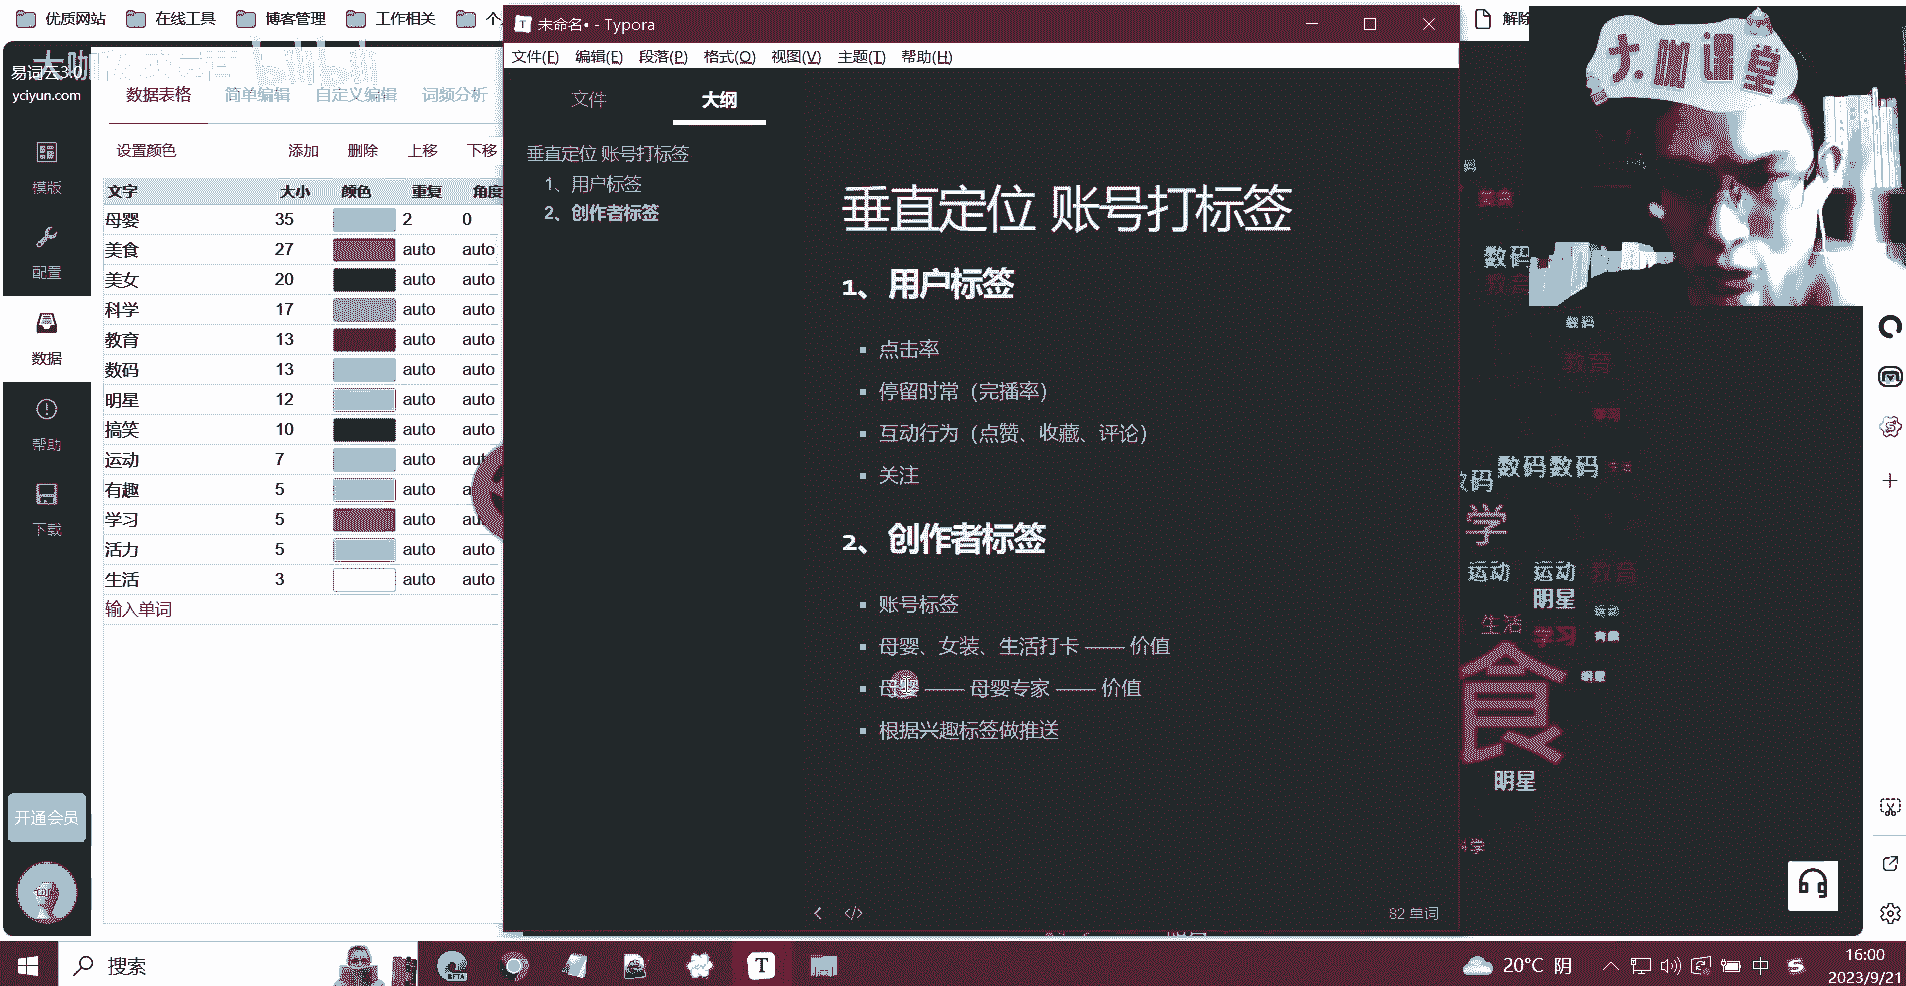 优质网站 在线工具 博客管理 工作相关
易词云3.0
yciyun.com
模版
配置
数据
帮助
下载
开通会员
数据表格 简单编辑 自定义编辑 词频分析
设置颜色 添加 删除 上移 下移
文字 大小 颜色 重复 角度
母婴 35 2 0
美食 27 auto auto
美女 20 auto auto
科学 17 auto auto
教育 13 auto auto
数码 13 auto auto
明星 12 auto auto
搞笑 10 auto auto
运动 7 auto auto
有趣 5 auto
学习 5 auto
活力 5 auto auto
生活 3 auto auto
输入单词
未命名• - Typora
文件(F) 编辑(E) 段落(P) 格式(O) 视图(V) 主题(T) 帮助(H)
文件 大纲
垂直定位 账号打标签
1、用户标签
2、创作者标签
垂直定位 账号打标签
1、用户标签
点击率
停留时常（完播率）
互动行为（点赞、收藏、评论）
关注
2、创作者标签
账号标签
母婴、女装、生活打卡 —— 价值
母婴 —— 母婴专家 —— 价值
根据兴趣标签做推送
82 单词
解除
大咖课堂
数码
教育
数码
教育
数码数码
学
运动 运动 教育
明星
生活 学习
食
明星
搜索
20°C 阴
中
16:00
2023/9/21